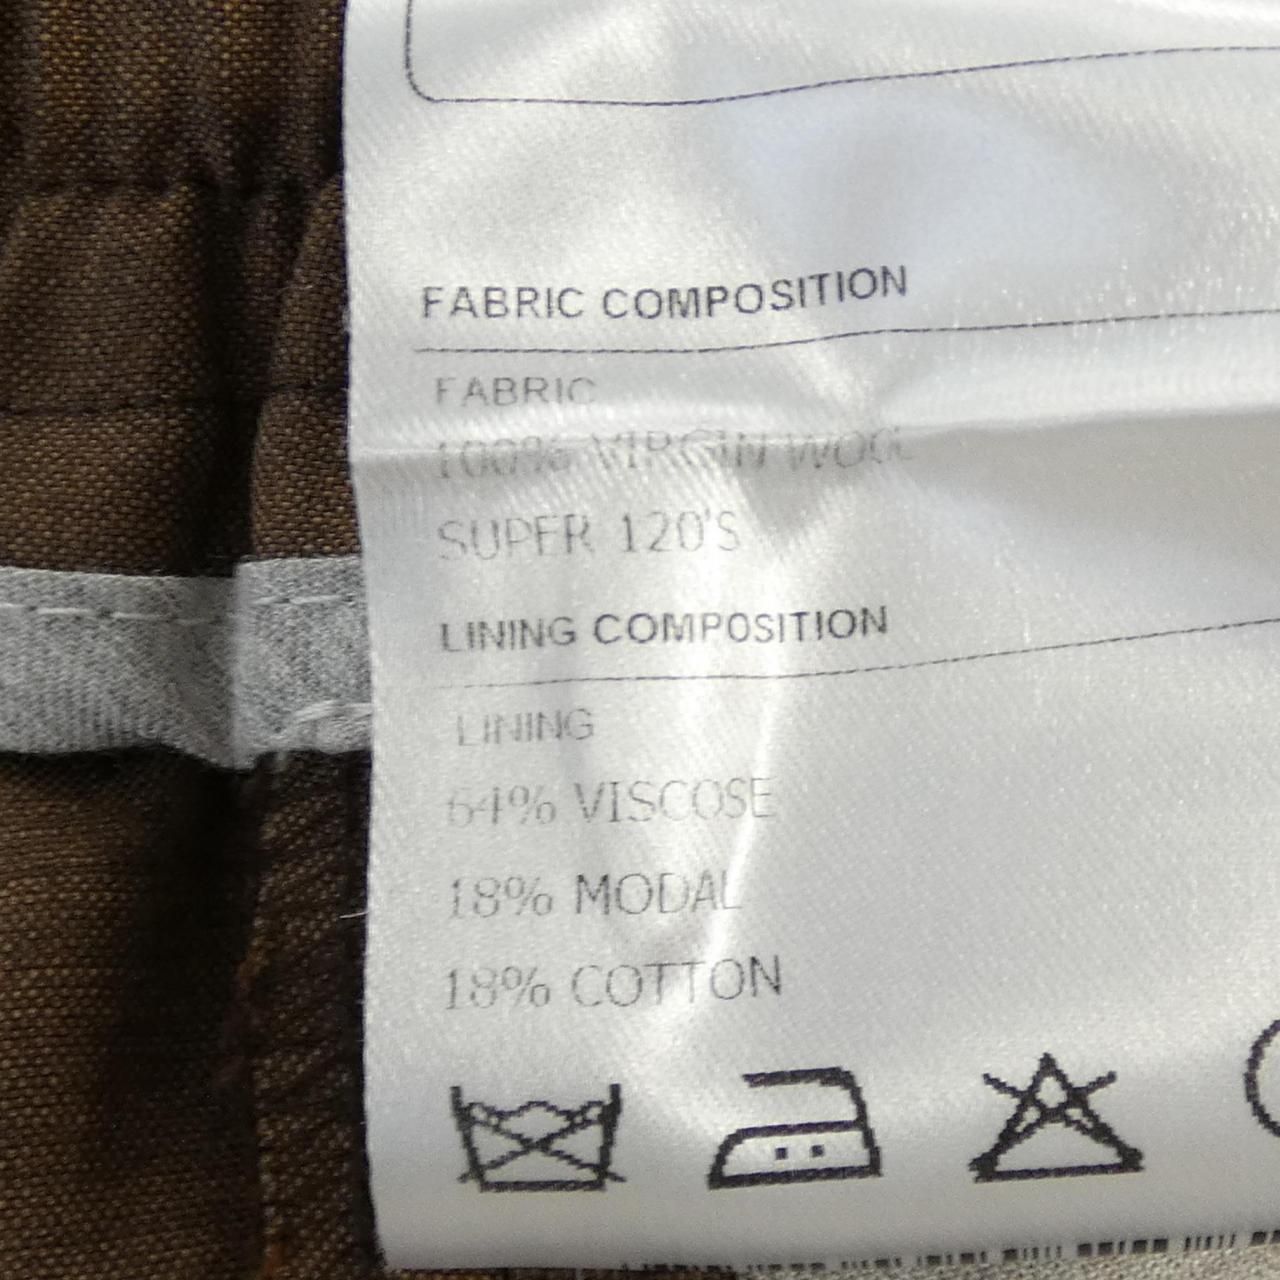 FABRIC COMPOSITION
FABRIC
100% VIRGIN WOOL
SUPER 120'S
LINING COMPOSITION
LINING
64% VISCOSE
18% MODAL
18% COTTON